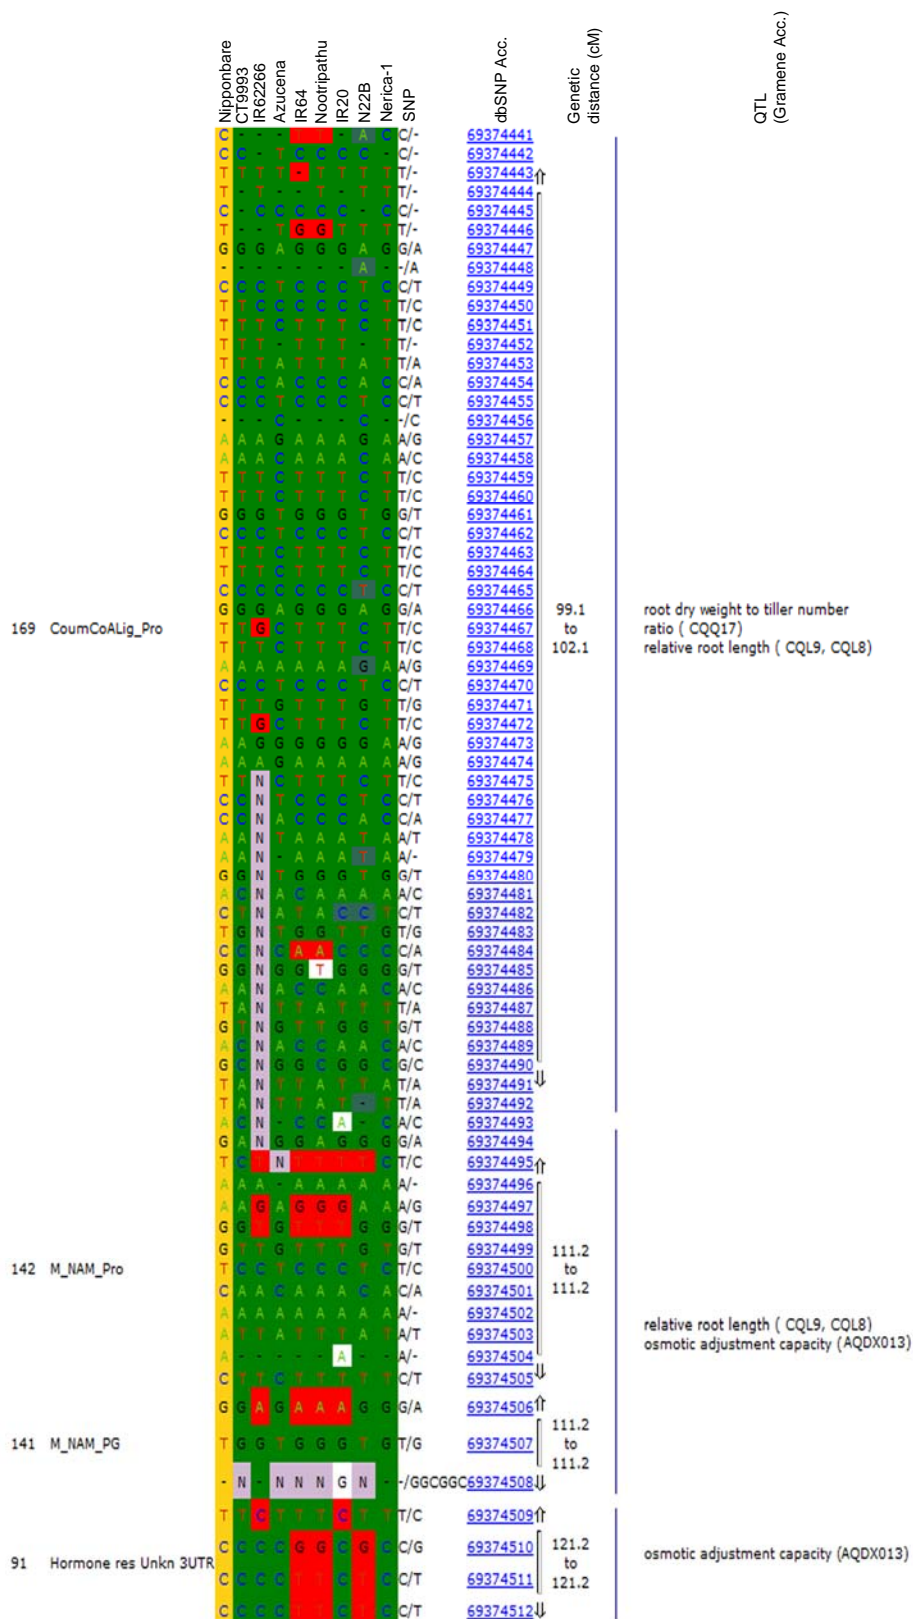 Nipponbare CT9993 IR62266 Azucena IR64 Nootripathu IR20 N22B Nerica-1 SNP dbSNP Acc. Genetic distance (cM) QTL (Gramene Acc.)
C - - - T T - A C C/- 69374441
C C - T C C C C - C/- 69374442
T T T T - T T T T T/- 69374443 ⇑
T - T - - T - T T T/- 69374444
C - C C C C C - C C/- 69374445
T - - T G G T T T T/- 69374446
G G G A G G G A G G/A 69374447
- - - - - - - A - -/A 69374448
C C C T C C C T C C/T 69374449
T T C C C C C C T T/C 69374450
T T T C T T T C T T/C 69374451
T T T - T T T - T T/- 69374452
T T T A T T T A T T/A 69374453
C C C A C C C A C C/A 69374454
C C C T C C C T C C/T 69374455
- - - C - - - C - -/C 69374456
A A A G A A A G A A/G 69374457
A A A C A A A C A A/C 69374458
T T T C T T T C T T/C 69374459
T T T C T T T C T T/C 69374460
G G G T G G G T G G/T 69374461
C C C T C C C T C C/T 69374462
T T T C T T T C T T/C 69374463
T T T C T T T C T T/C 69374464
C C C C C C C T C C/T 69374465
G G G A G G G A G G/A 69374466 99.1 root dry weight to tiller number
169 CoumCoALig_Pro T T G C T T T C T T/C 69374467 to ratio ( CQQ17)
T T T C T T T C T T/C 69374468 102.1 relative root length ( CQL9, CQL8)
A A A A A A A G A A/G 69374469
C C C T C C C T C C/T 69374470
T T T G T T T G T T/G 69374471
T T G C T T T C T T/C 69374472
A A G G G G G G A A/G 69374473
A A A G A A A A A A/G 69374474
T T N C T T T C T T/C 69374475
C C N T C C C T C C/T 69374476
C C N A C C C A C C/A 69374477
A A N T A A A T A A/T 69374478
A A N - A A A T A A/- 69374479
G G N T G G G T G G/T 69374480
A C N A C A A A A A/C 69374481
C T N A T A C C T C/T 69374482
T G N T G G T T G T/G 69374483
C C N C A A C C C C/A 69374484
G G N G G T G G G G/T 69374485
A A N A C C A A C A/C 69374486
T A N T T A T T T T/A 69374487
G T N G T T G G T G/T 69374488
A C N A C C A A C A/C 69374489
G C N G G C G G C G/C 69374490
T A N T T A T T A T/A 69374491 ⇓
T A N T T A T - T T/A 69374492
A C N - C C A - C A/C 69374493
G A N G G A G G G G/A 69374494
T C T N T T T T C T/C 69374495 ⇑
A A A - A A A A A A/- 69374496
A A G A G G G A A A/G 69374497
G G T G T T T G G G/T 69374498
G T T G T T T G T G/T 69374499 111.2
142 M_NAM_Pro T C C T C C C T C T/C 69374500 to
C A A C A A A C A C/A 69374501 111.2
A A A A A A A A A A/- 69374502
A T T A T T T A T A/T 69374503 relative root length ( CQL9, CQL8)
A - - - - - A - - A/- 69374504 osmotic adjustment capacity (AQDX013)
C T T C T T T T T C/T 69374505 ⇓
G G A G A A A G G G/A 69374506 ⇑
111.2
141 M_NAM_PG T G G T G G G T G T/G 69374507 to
111.2
- N - N N N G N - -/GGCGGC 69374508 ⇓
T T C T T T C T T T/C 69374509 ⇑
C C C C G G C G C C/G 69374510 121.2 osmotic adjustment capacity (AQDX013)
91 Hormone res Unkn 3UTR to
C C C C T T C T C C/T 69374511 121.2
C C C C T T C T C C/T 69374512 ⇓